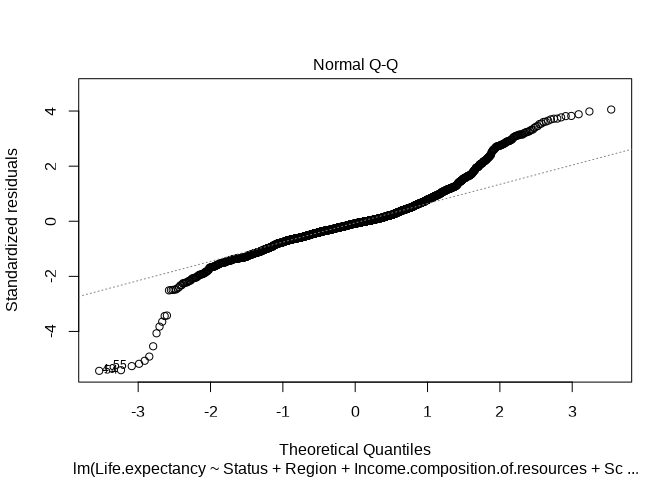 Normal Q-Q
Standardized residuals
4
2
0
-2
-4
55
-3 -2 -1 0 1 2 3
Theoretical Quantiles
lm(Life.expectancy ~ Status + Region + Income.composition.of.resources + Sc ...